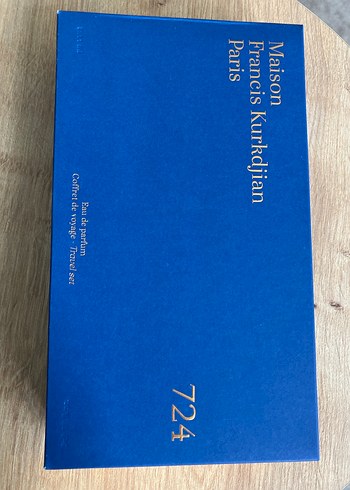 Maison
Francis Kurkdjian
Paris
724
Eau de parfum
Coffret de voyage - Travel set